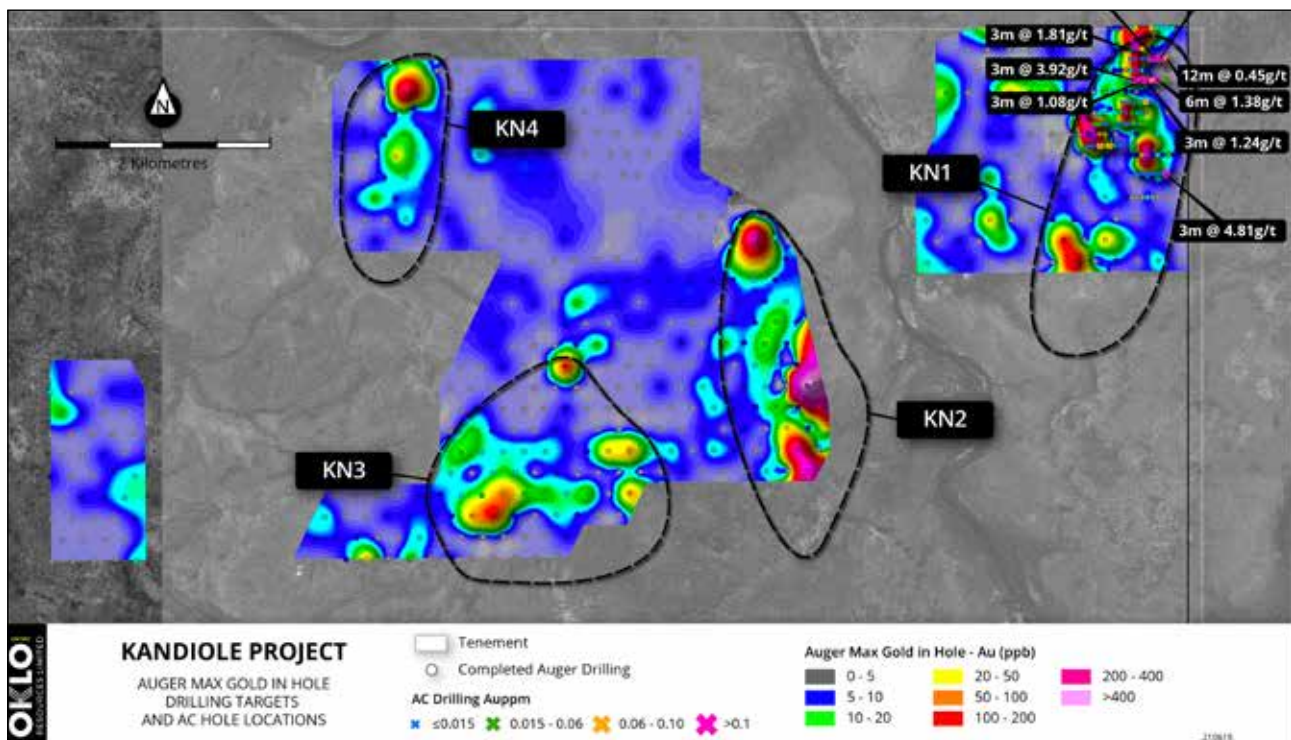 3m @ 1.81g/t
3m @ 3.92g/t
12m @ 0.45g/t
3m @ 1.08g/t
6m @ 1.38g/t
3m @ 1.24g/t
3m @ 4.81g/t
N
2 Kilometres
KN4
KN1
KN2
KN3
OKLO
RESOURCES LIMITED
KANDIOLE PROJECT
AUGER MAX GOLD IN HOLE
DRILLING TARGETS
AND AC HOLE LOCATIONS
Tenement
Completed Auger Drilling
AC Drilling Auppm
≤0.015
0.015 - 0.06
0.06 - 0.10
>0.1
Auger Max Gold in Hole - Au (ppb)
0 - 5
5 - 10
10 - 20
20 - 50
50 - 100
100 - 200
200 - 400
>400